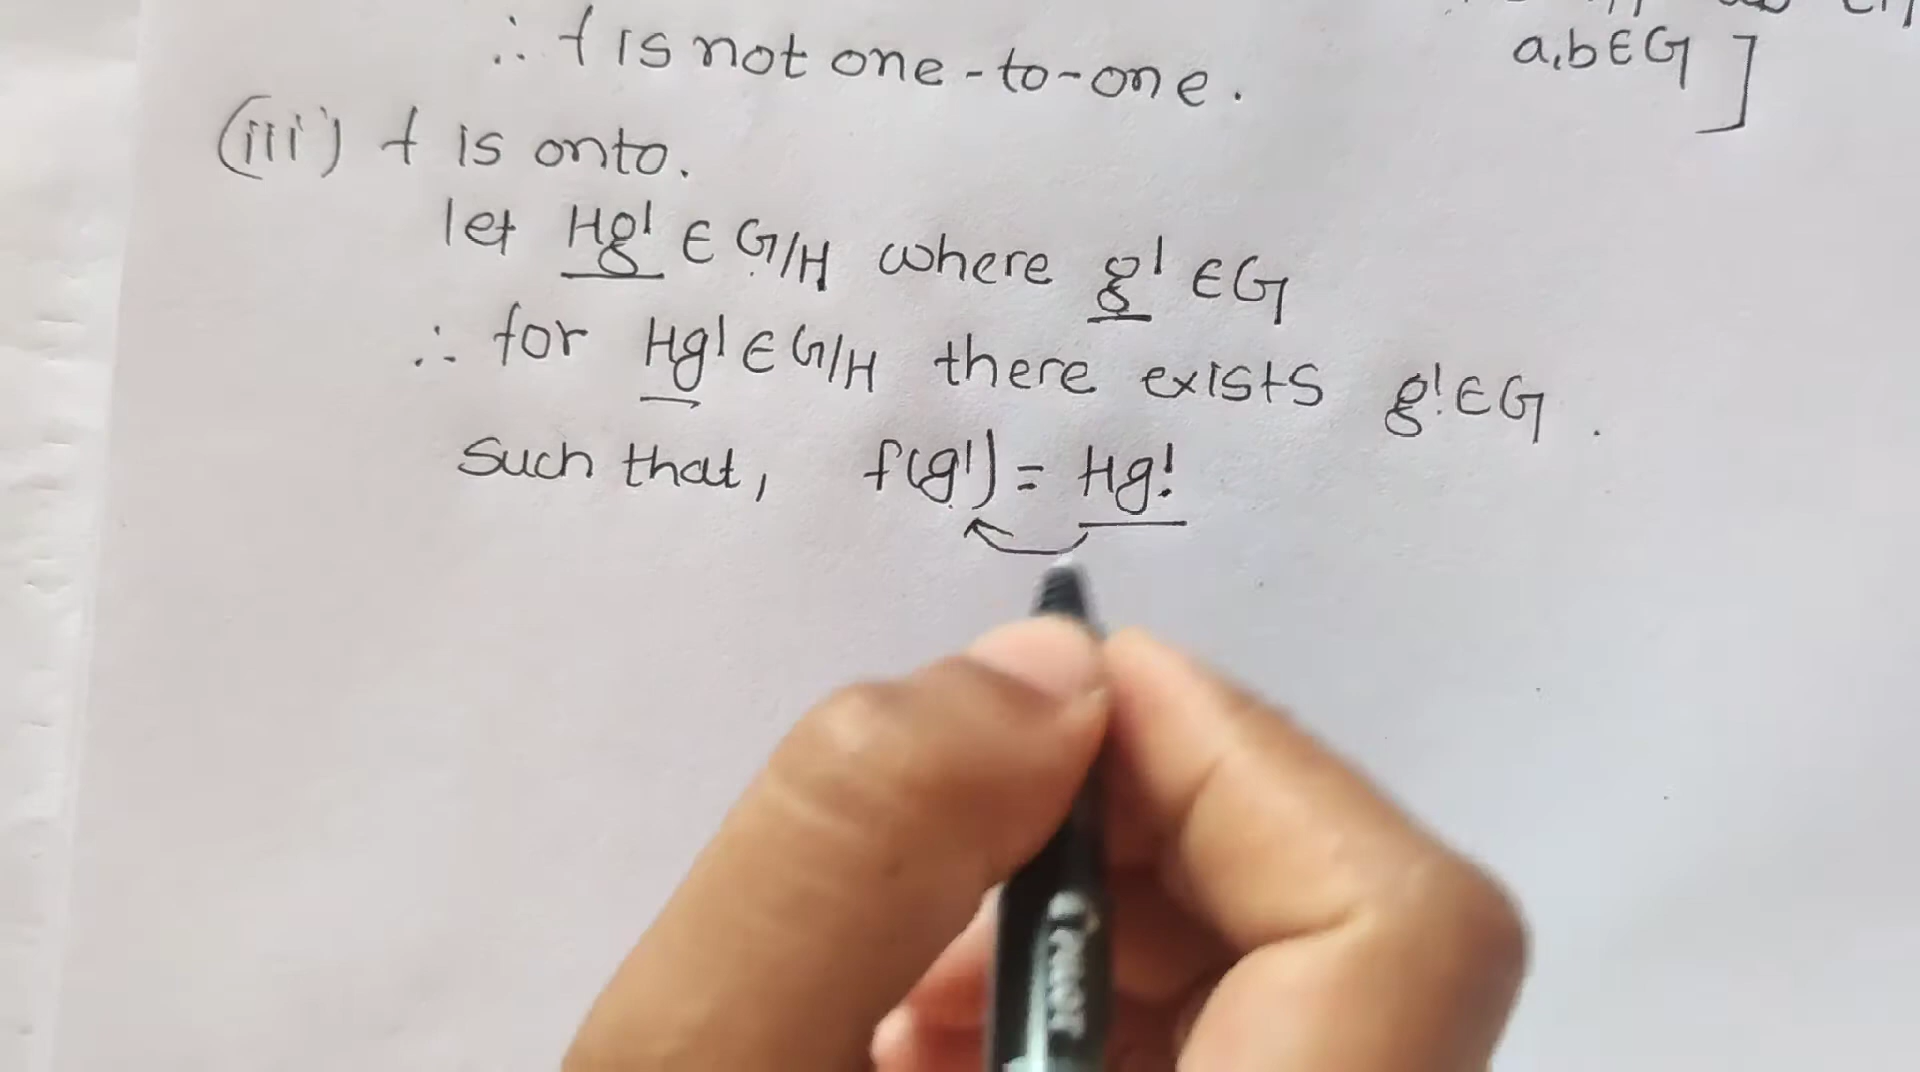 ∴ f is not one-to-one.
a,b∈G ]
(iii) f is onto.
let Hg' ∈ G/H where g' ∈ G
∴ for Hg' ∈ G/H there exists g' ∈ G .
Such that, f(g') = Hg'